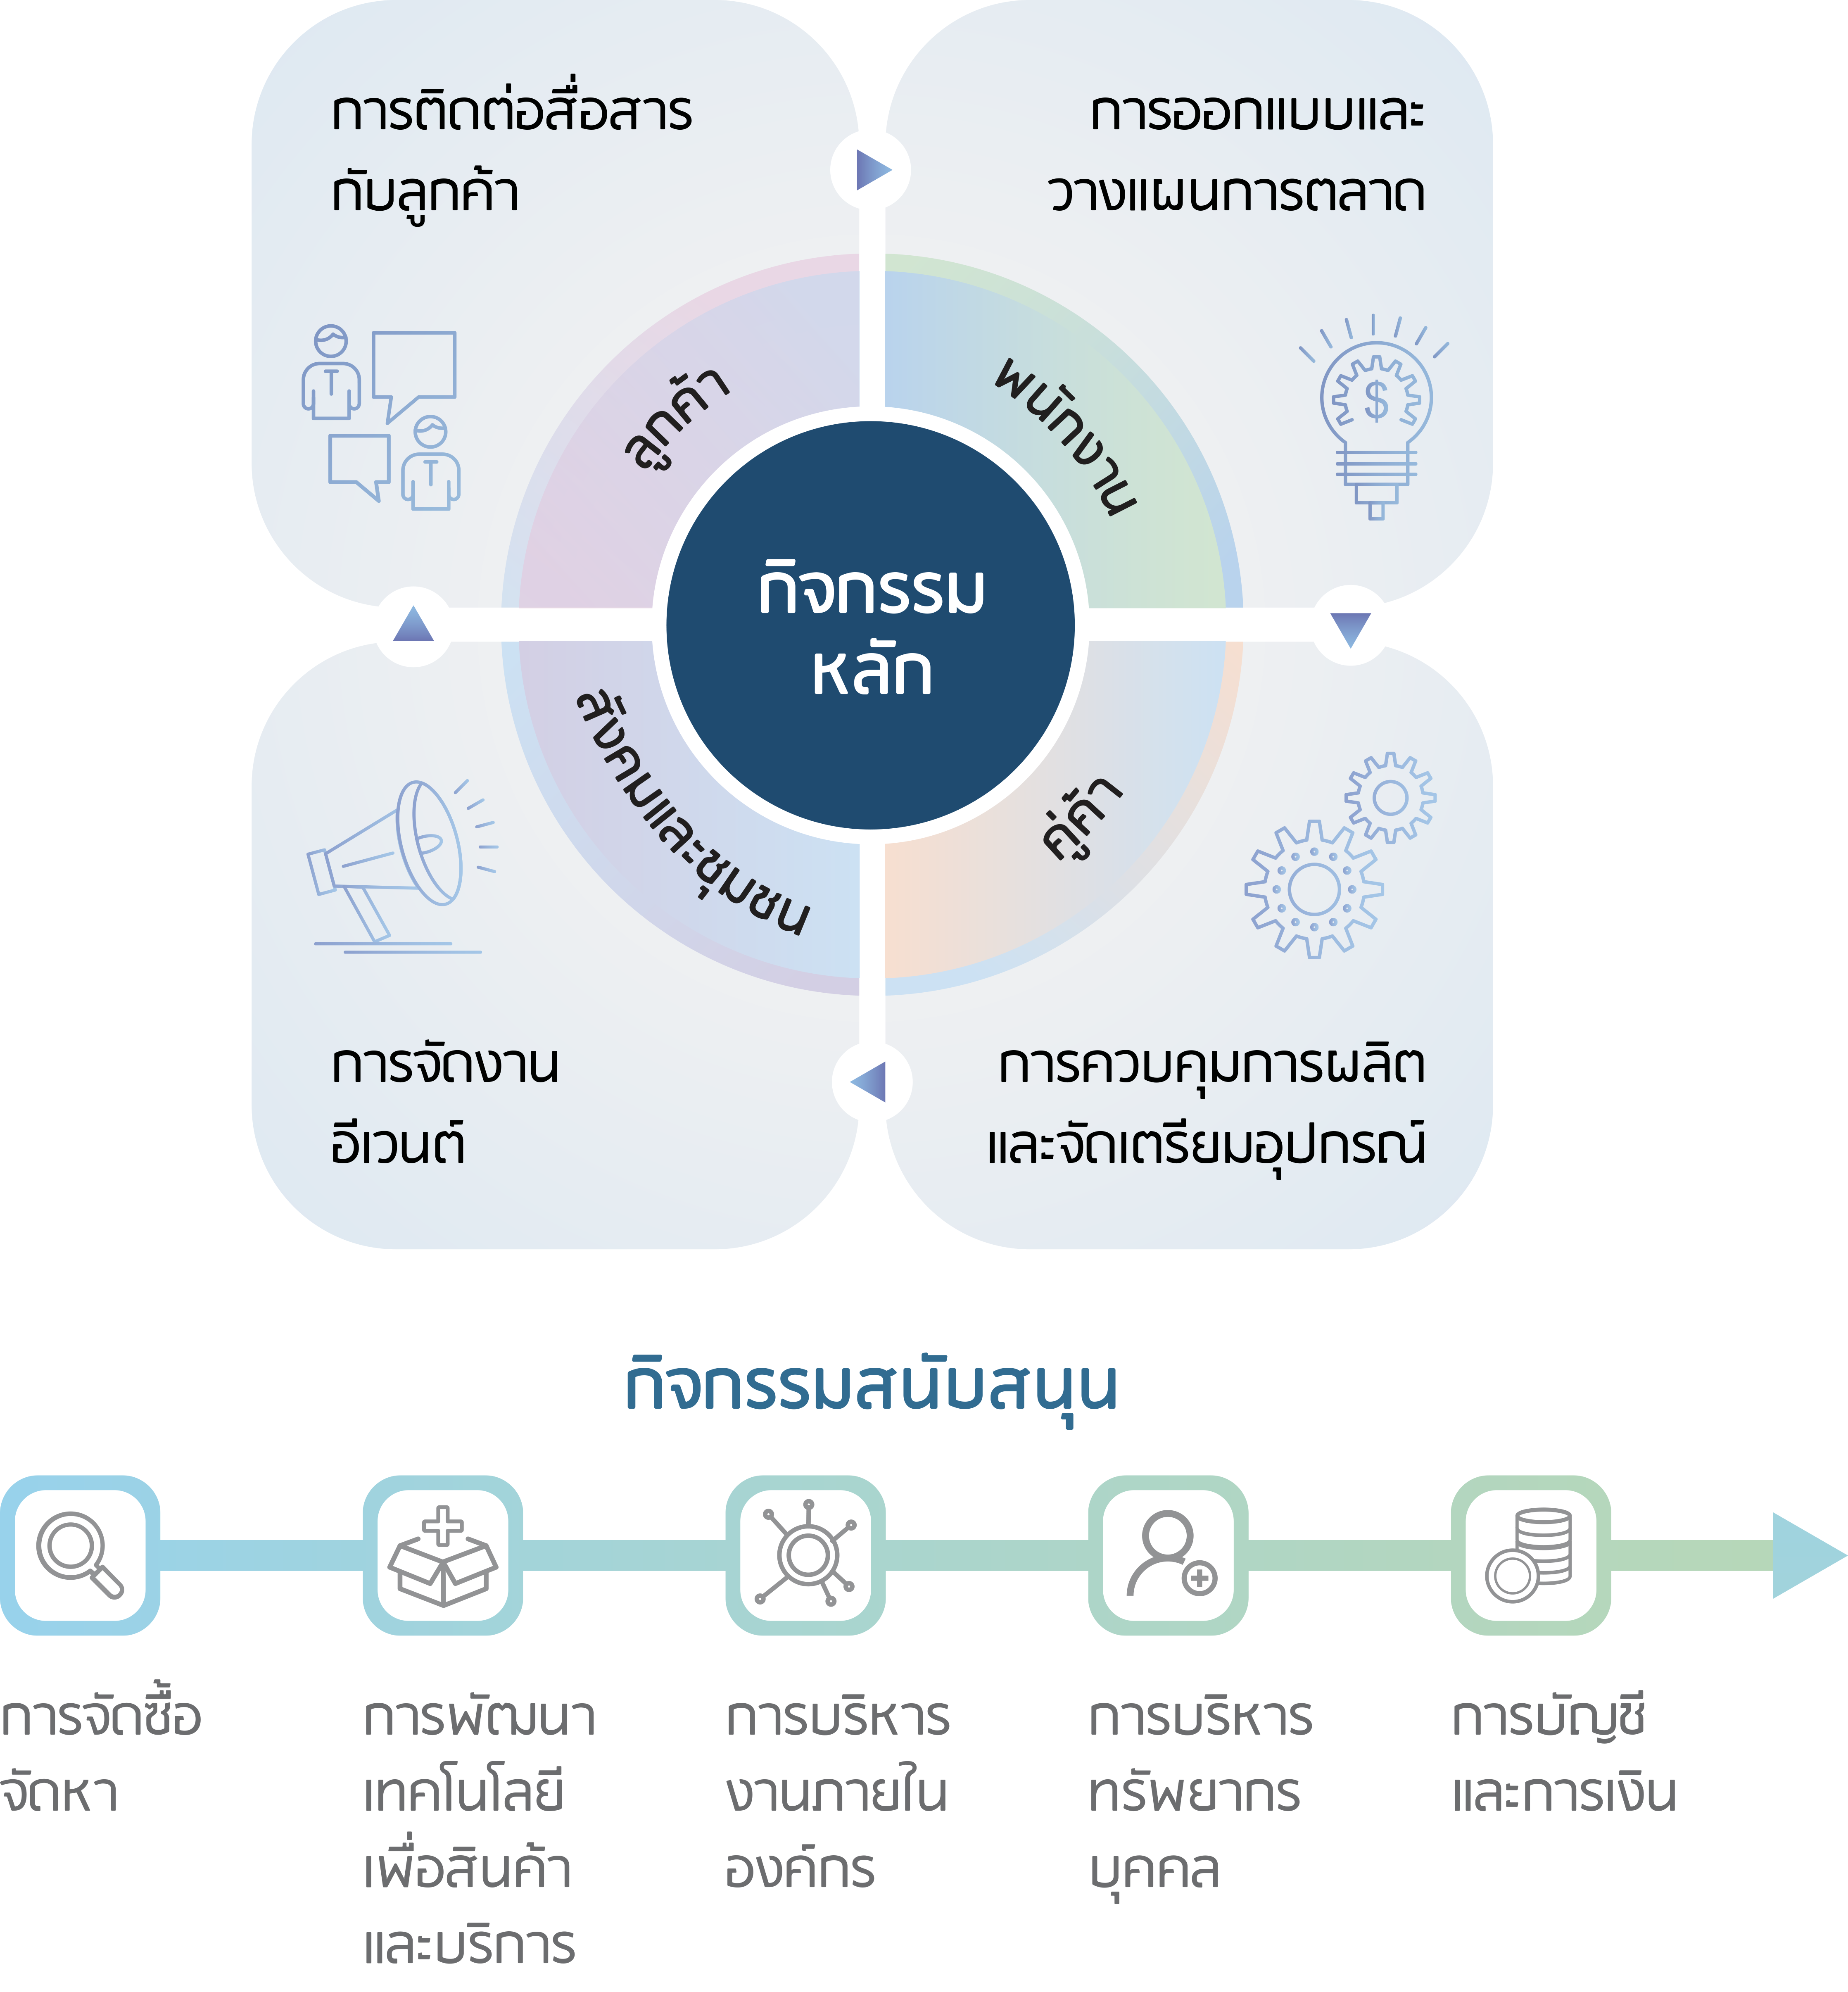 การติดต่อสื่อสาร
กับลูกค้า
การออกแบบและ
วางแผนการตลาด
ลูกค้า
พนักงาน
$
กิจกรรม
หลัก
สังคมและชุมชน
คู่ค้า
การจัดงาน
อีเวนต์
การควบคุมการผลิต
และจัดเตรียมอุปกรณ์
กิจกรรมสนับสนุน
การจัดซื้อ
จัดหา
การพัฒนา
เทคโนโลยี
เพื่อสินค้า
และบริการ
การบริหาร
งานภายใน
องค์กร
การบริหาร
ทรัพยากร
บุคคล
การบัญชี
และการเงิน